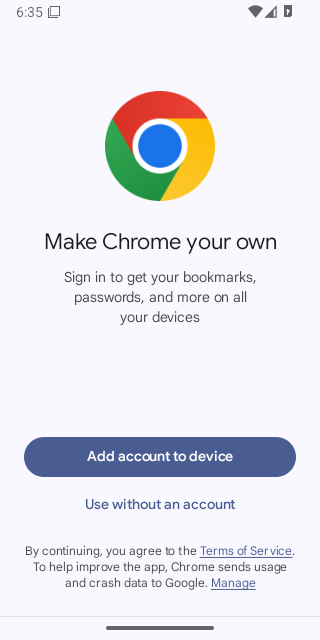 6:35
Make Chrome your own
Sign in to get your bookmarks,
passwords, and more on all
your devices
Add account to device
Use without an account
By continuing, you agree to the Terms of Service.
To help improve the app, Chrome sends usage
and crash data to Google. Manage